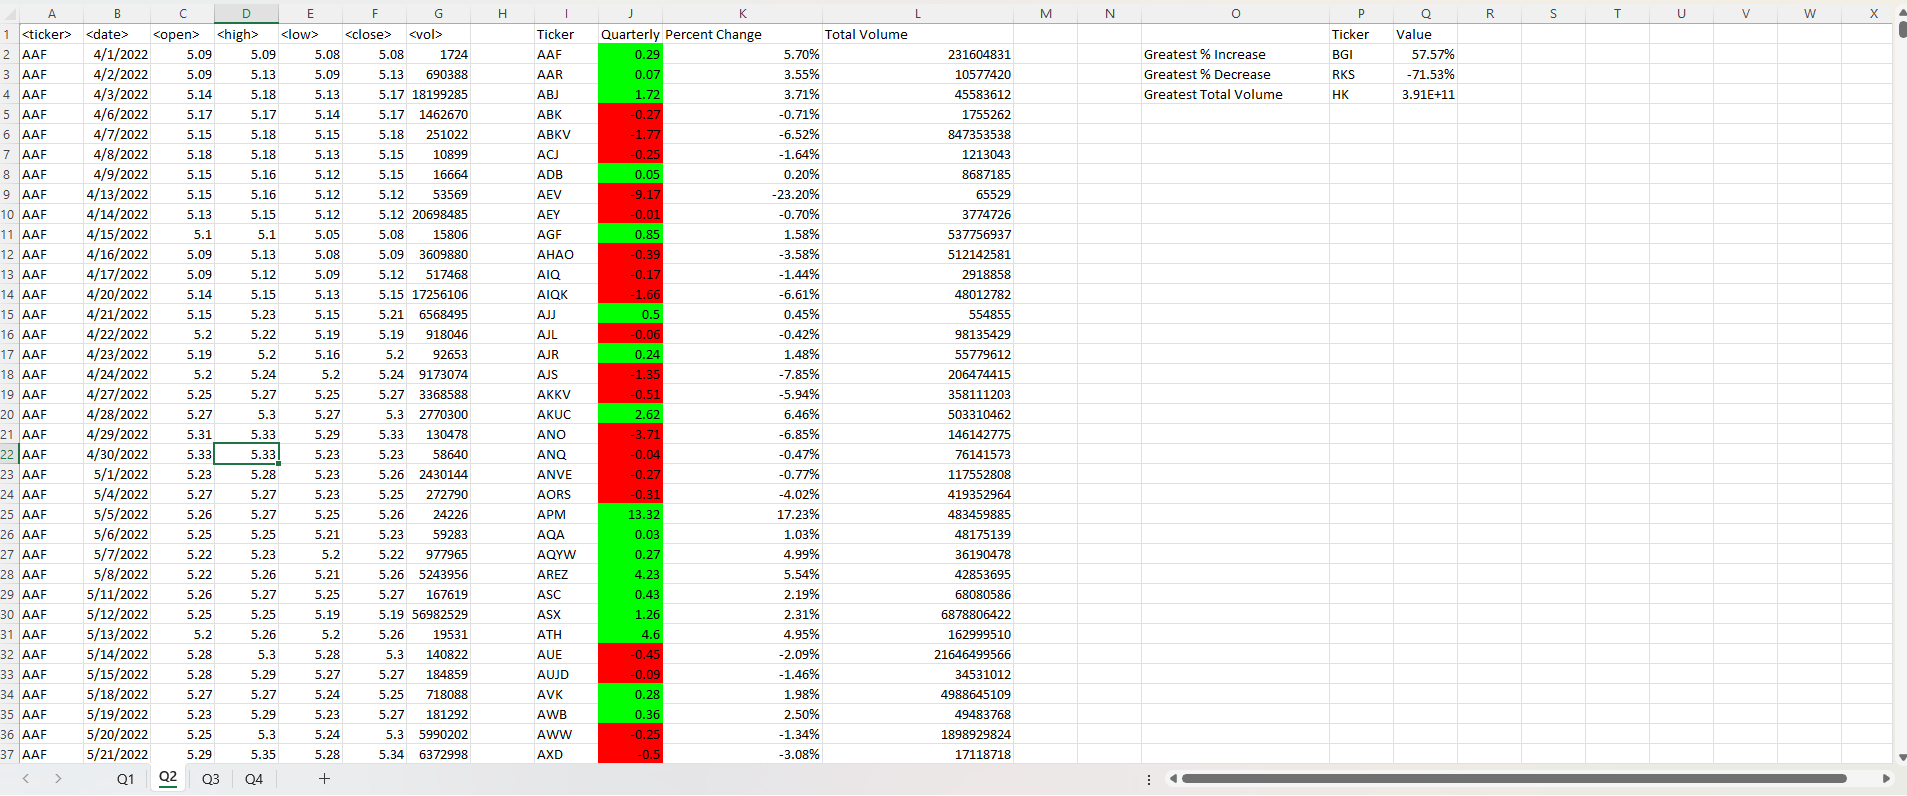 A B C D E F G H I J K L M N O P Q R S T U V W X
1 <ticker> <date> <open> <high> <low> <close> <vol> Ticker Quarterly Percent Change Total Volume Ticker Value
2 AAF 4/1/2022 5.09 5.09 5.08 5.08 1724 AAF 0.29 5.70% 231604831 Greatest % Increase BGI 57.57%
3 AAF 4/2/2022 5.09 5.13 5.09 5.13 690388 AAR 0.07 3.55% 10577420 Greatest % Decrease RKS -71.53%
4 AAF 4/3/2022 5.14 5.18 5.13 5.17 18199285 ABJ 1.72 3.71% 45583612 Greatest Total Volume HK 3.91E+11
5 AAF 4/6/2022 5.17 5.17 5.14 5.17 1462670 ABK -0.27 -0.71% 1755262
6 AAF 4/7/2022 5.15 5.18 5.15 5.18 251022 ABKV -1.77 -6.52% 847353538
7 AAF 4/8/2022 5.18 5.18 5.13 5.15 10899 ACJ -0.25 -1.64% 1213043
8 AAF 4/9/2022 5.15 5.16 5.12 5.15 16664 ADB 0.05 0.20% 8687185
9 AAF 4/13/2022 5.15 5.16 5.12 5.12 53569 AEV -9.17 -23.20% 65529
10 AAF 4/14/2022 5.13 5.15 5.12 5.12 20698485 AEY -0.01 -0.70% 3774726
11 AAF 4/15/2022 5.1 5.1 5.05 5.08 15806 AGF 0.85 1.58% 537756937
12 AAF 4/16/2022 5.09 5.13 5.08 5.09 3609880 AHAO -0.39 -3.58% 512142581
13 AAF 4/17/2022 5.09 5.12 5.09 5.12 517468 AIQ -0.17 -1.44% 2918858
14 AAF 4/20/2022 5.14 5.15 5.13 5.15 17256106 AIQK -1.66 -6.61% 48012782
15 AAF 4/21/2022 5.15 5.23 5.15 5.21 6568495 AJJ 0.5 0.45% 554855
16 AAF 4/22/2022 5.2 5.22 5.19 5.19 918046 AJL -0.06 -0.42% 98135429
17 AAF 4/23/2022 5.19 5.2 5.16 5.2 92653 AJR 0.24 1.48% 55779612
18 AAF 4/24/2022 5.2 5.24 5.2 5.24 9173074 AJS -1.35 -7.85% 206474415
19 AAF 4/27/2022 5.25 5.27 5.25 5.27 3368588 AKKV -0.51 -5.94% 358111203
20 AAF 4/28/2022 5.27 5.3 5.27 5.3 2770300 AKUC 2.62 6.46% 503310462
21 AAF 4/29/2022 5.31 5.33 5.29 5.33 130478 ANO -3.71 -6.85% 146142775
22 AAF 4/30/2022 5.33 5.33 5.23 5.23 58640 ANQ -0.04 -0.47% 76141573
23 AAF 5/1/2022 5.23 5.28 5.23 5.26 2430144 ANVE -0.27 -0.77% 117552808
24 AAF 5/4/2022 5.27 5.27 5.23 5.25 272790 AORS -0.31 -4.02% 419352964
25 AAF 5/5/2022 5.26 5.27 5.25 5.26 24226 APM 13.32 17.23% 483459885
26 AAF 5/6/2022 5.25 5.25 5.21 5.23 59283 AQA 0.03 1.03% 48175139
27 AAF 5/7/2022 5.22 5.23 5.2 5.22 977965 AQYW 0.27 4.99% 36190478
28 AAF 5/8/2022 5.22 5.26 5.21 5.26 5243956 AREZ 4.23 5.54% 42853695
29 AAF 5/11/2022 5.26 5.27 5.25 5.27 167619 ASC 0.43 2.19% 68080586
30 AAF 5/12/2022 5.25 5.25 5.19 5.19 56982529 ASX 1.26 2.31% 6878806422
31 AAF 5/13/2022 5.2 5.26 5.2 5.26 19531 ATH 4.6 4.95% 162999510
32 AAF 5/14/2022 5.28 5.3 5.28 5.3 140822 AUE -0.45 -2.09% 21646499566
33 AAF 5/15/2022 5.28 5.29 5.27 5.27 184859 AUJD -0.09 -1.46% 34531012
34 AAF 5/18/2022 5.27 5.27 5.24 5.25 718088 AVK 0.28 1.98% 4988645109
35 AAF 5/19/2022 5.23 5.29 5.23 5.27 181292 AWB 0.36 2.50% 49483768
36 AAF 5/20/2022 5.25 5.3 5.24 5.3 5990202 AWW -0.25 -1.34% 1898929824
37 AAF 5/21/2022 5.29 5.35 5.28 5.34 6372998 AXD -0.5 -3.08% 17118718
Q1 Q2 Q3 Q4